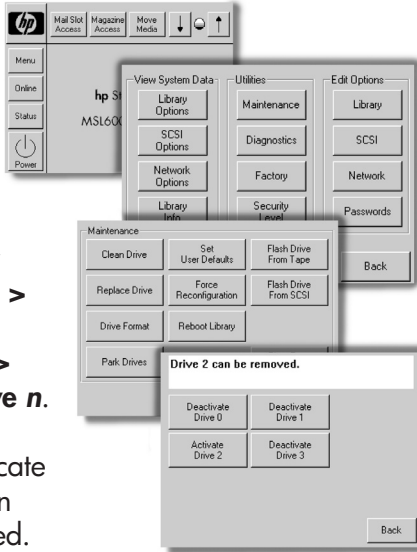 hp
Mail Slot Access
Magazine Access
Move Media
Menu
Online
Status
Power
hp
MSL600
View System Data
Library Options
SCSI Options
Network Options
Library Info
Utilities
Maintenance
Diagnostics
Factory
Security Level
Edit Options
Library
SCSI
Network
Passwords
Back
Maintenance
Clean Drive
Set User Defaults
Flash Drive From Tape
Replace Drive
Force Reconfiguration
Flash Drive From SCSI
Drive Format
Reboot Library
Park Drives
Drive 2 can be removed.
Deactivate Drive 0
Deactivate Drive 1
Activate Drive 2
Deactivate Drive 3
Back
>
>
n.